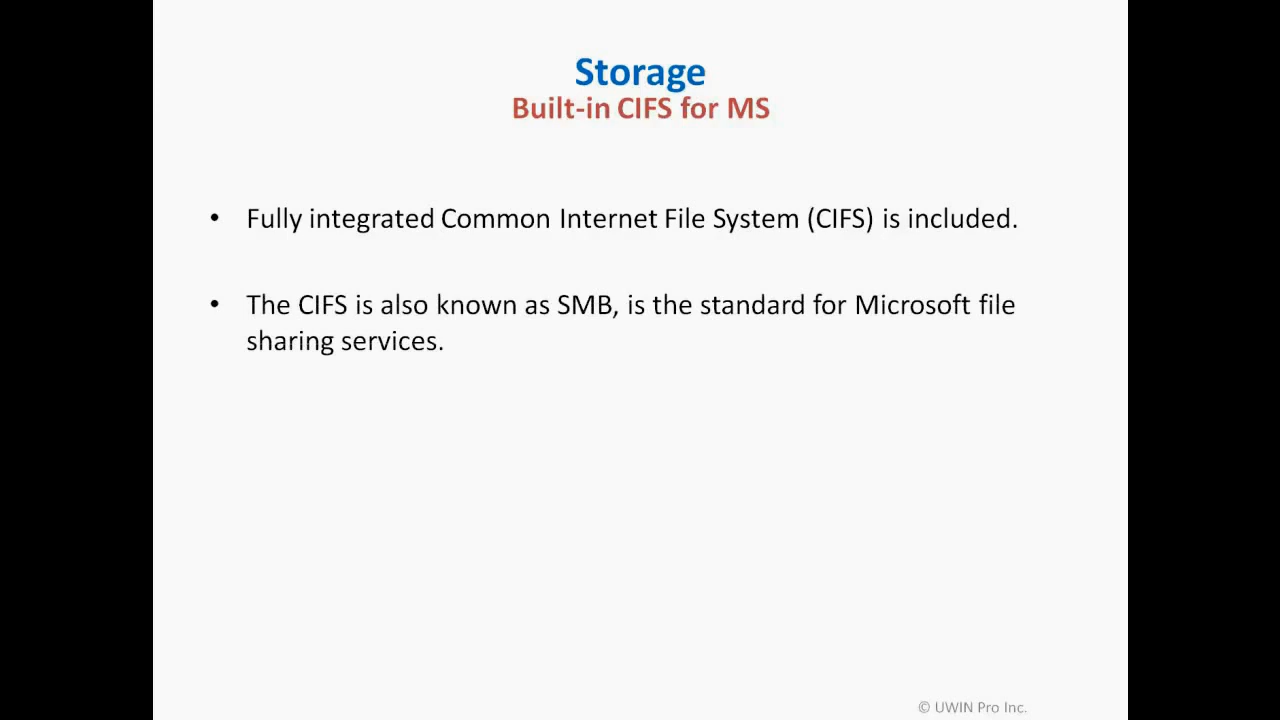 Storage
Built-in CIFS for MS
• Fully integrated Common Internet File System (CIFS) is included.
• The CIFS is also known as SMB, is the standard for Microsoft file
sharing services.
© UWIN Pro Inc.